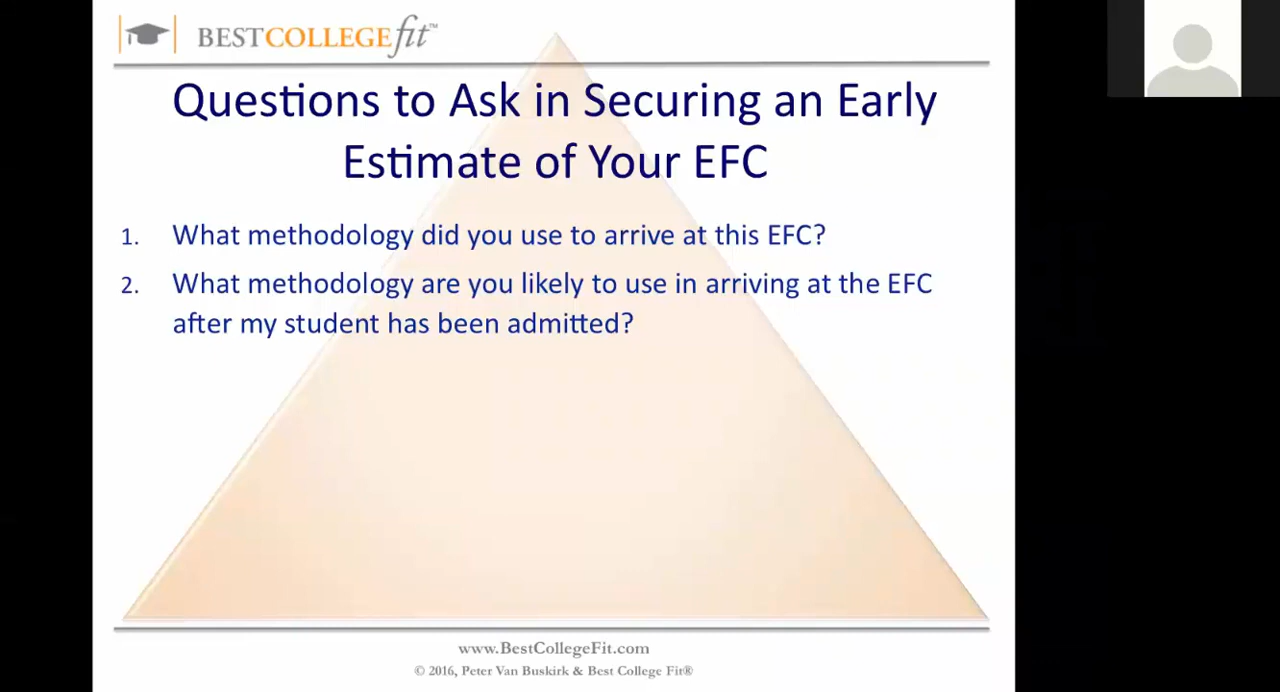 BESTCOLLEGEfit™
Questions to Ask in Securing an Early
Estimate of Your EFC
1. What methodology did you use to arrive at this EFC?
2. What methodology are you likely to use in arriving at the EFC
after my student has been admitted?
www.BestCollegeFit.com
© 2016, Peter Van Buskirk & Best College Fit®